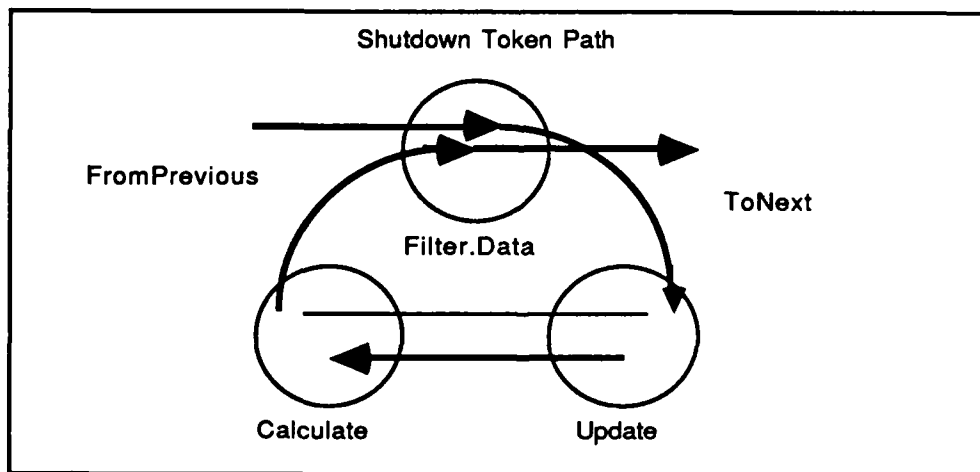 Shutdown Token Path
FromPrevious
ToNext
Filter.Data
Calculate
Update